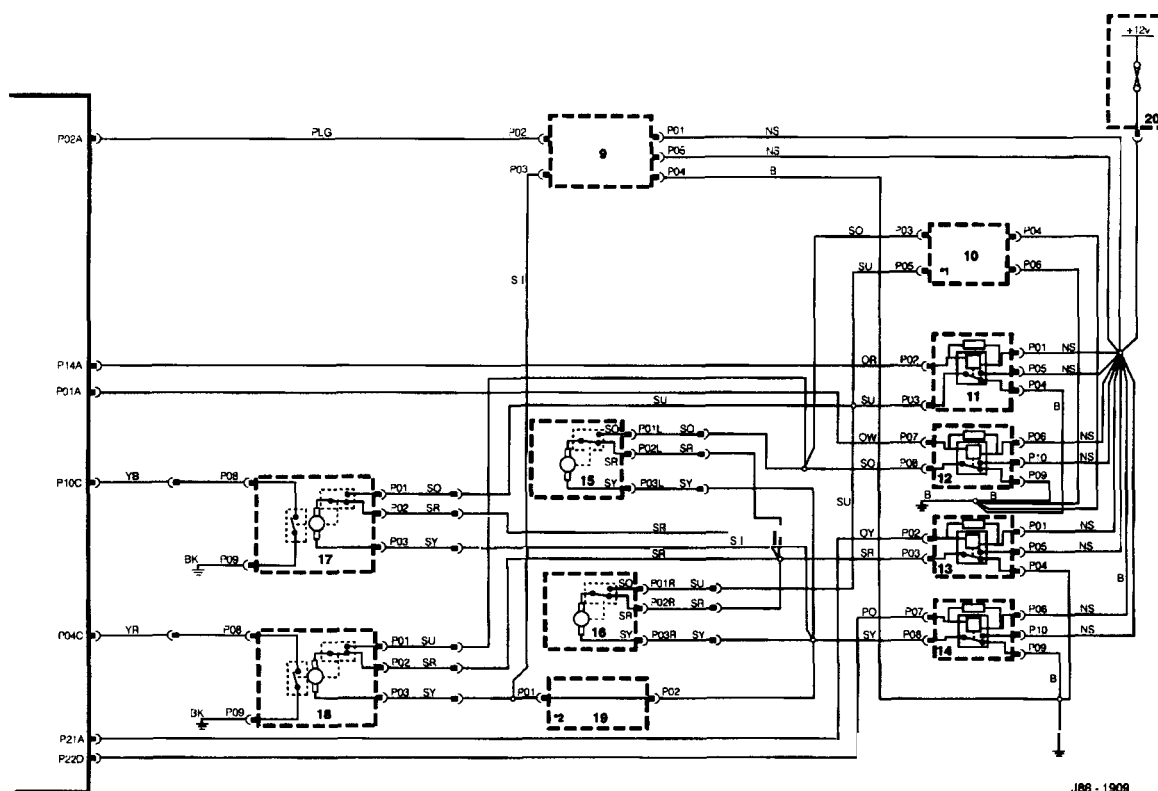 +12v
20
P02A PLG P02 P01 NS
9 P05 NS
P03 P04 B
SO P03 P04
10
SU P05 *1 P06
S I
P14A OR P02 P01 NS
P05 NS
P01A P04
SU SU P03 11
B
SO P01L SO OW P07 P06 NS
SR P02L SR P10 NS
SO P08 P09
15 12
P10C YB P08 SY P03L SY
P01 SO B B
P02 SR SU
SR OY P02 P01 NS
S I P05 NS
P03 SY SR SR P03
BK P09 17 13 P04
B
SO P01R SU
SR P02R SR
PO P07 P06 NS
16 P10 NS
P04C YR P08 SY P03R SY SY P08
P01 SU 14 P09
P02 SR
B
P03 SY P01 P02
BK P09 18 *2 19
P21A
P22D
J88 - 1909